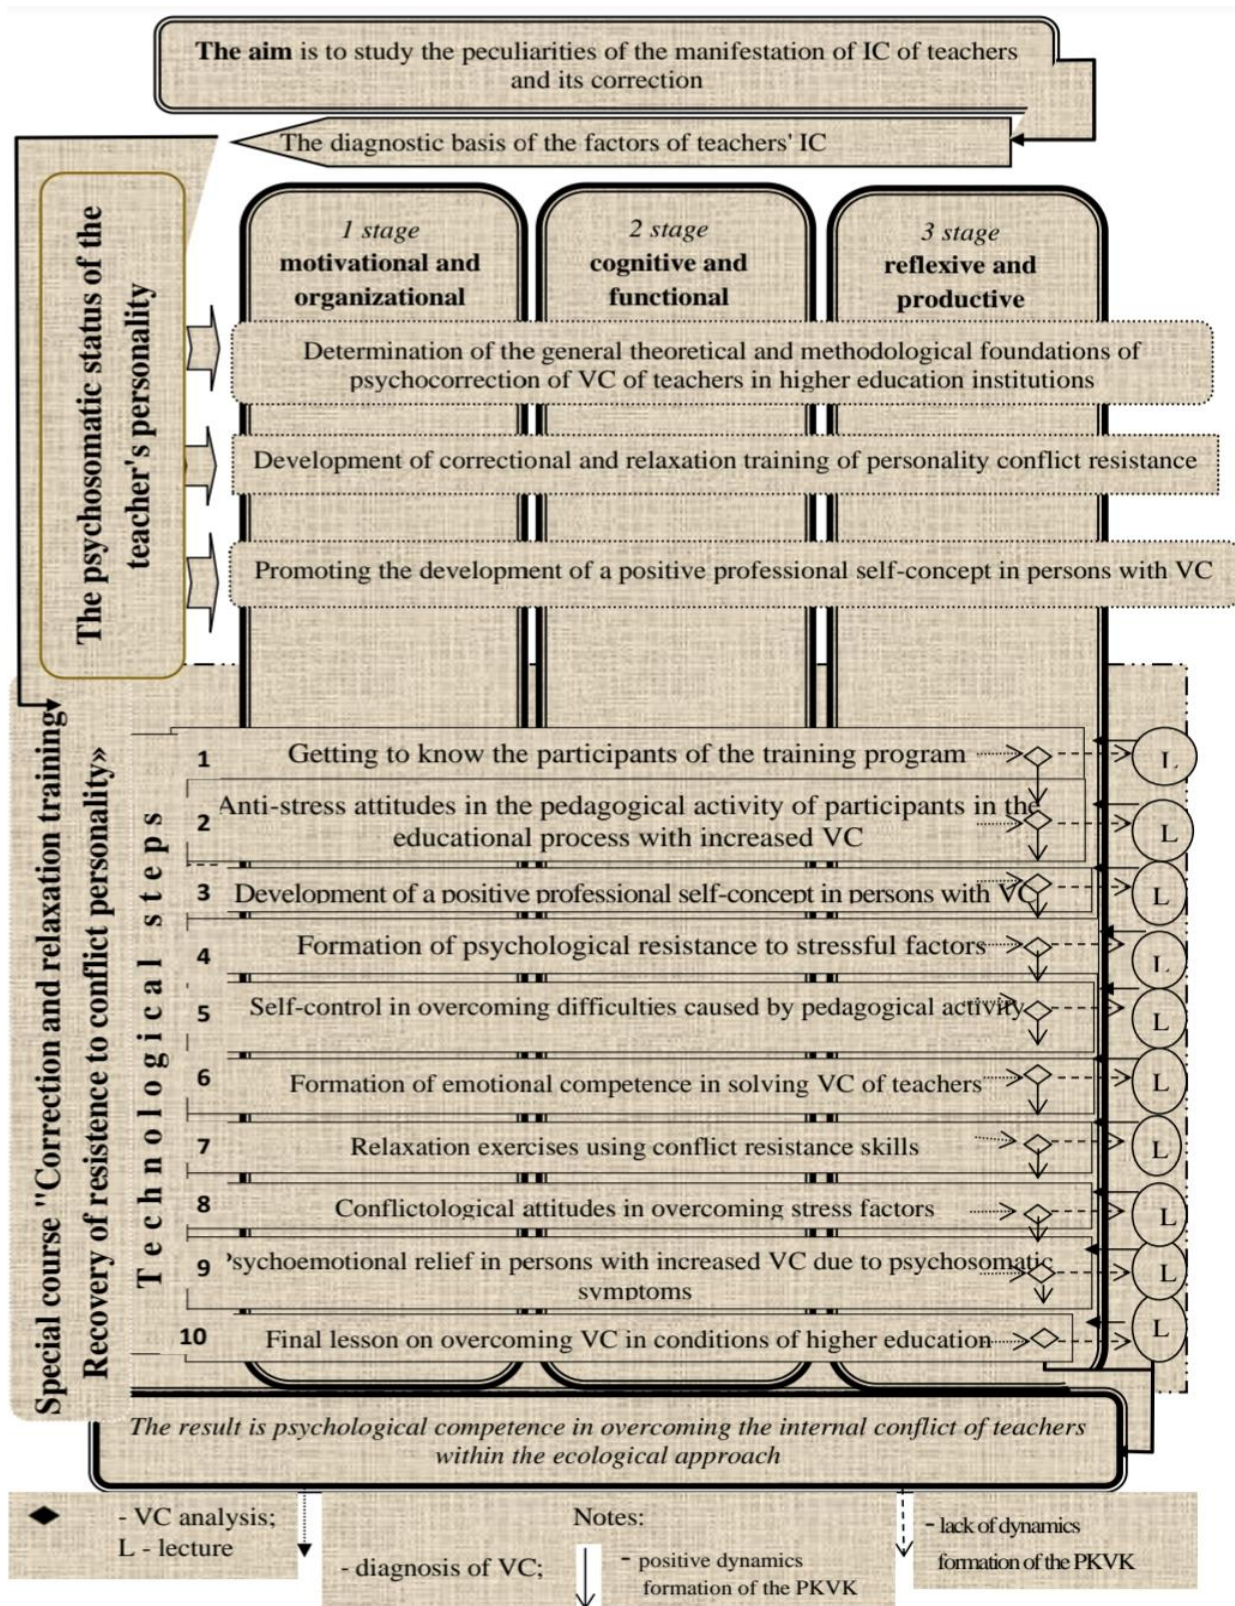 The aim is to study the peculiarities of the manifestation of IC of teachers
and its correction
The diagnostic basis of the factors of teachers' IC
The psychosomatic status of the
teacher's personality
1 stage
motivational and
organizational
2 stage
cognitive and
functional
3 stage
reflexive and
productive
Determination of the general theoretical and methodological foundations of
psychocorrection of VC of teachers in higher education institutions
Development of correctional and relaxation training of personality conflict resistance
Promoting the development of a positive professional self-concept in persons with VC
Special course "Correction and relaxation training
Recovery of resistence to conflict personality»
Technological steps
1 Getting to know the participants of the training program L
2 Anti-stress attitudes in the pedagogical activity of participants in the
educational process with increased VC L
3 Development of a positive professional self-concept in persons with VC L
4 Formation of psychological resistance to stressful factors L
5 Self-control in overcoming difficulties caused by pedagogical activity L
6 Formation of emotional competence in solving VC of teachers L
7 Relaxation exercises using conflict resistance skills L
8 Conflictological attitudes in overcoming stress factors L
9 'sychoemotional relief in persons with increased VC due to psychosomatic L
symptoms
10 Final lesson on overcoming VC in conditions of higher education L
The result is psychological competence in overcoming the internal conflict of teachers
within the ecological approach
- VC analysis;
L - lecture
Notes:
- diagnosis of VC;
- positive dynamics
formation of the PKVK
- lack of dynamics
formation of the PKVK